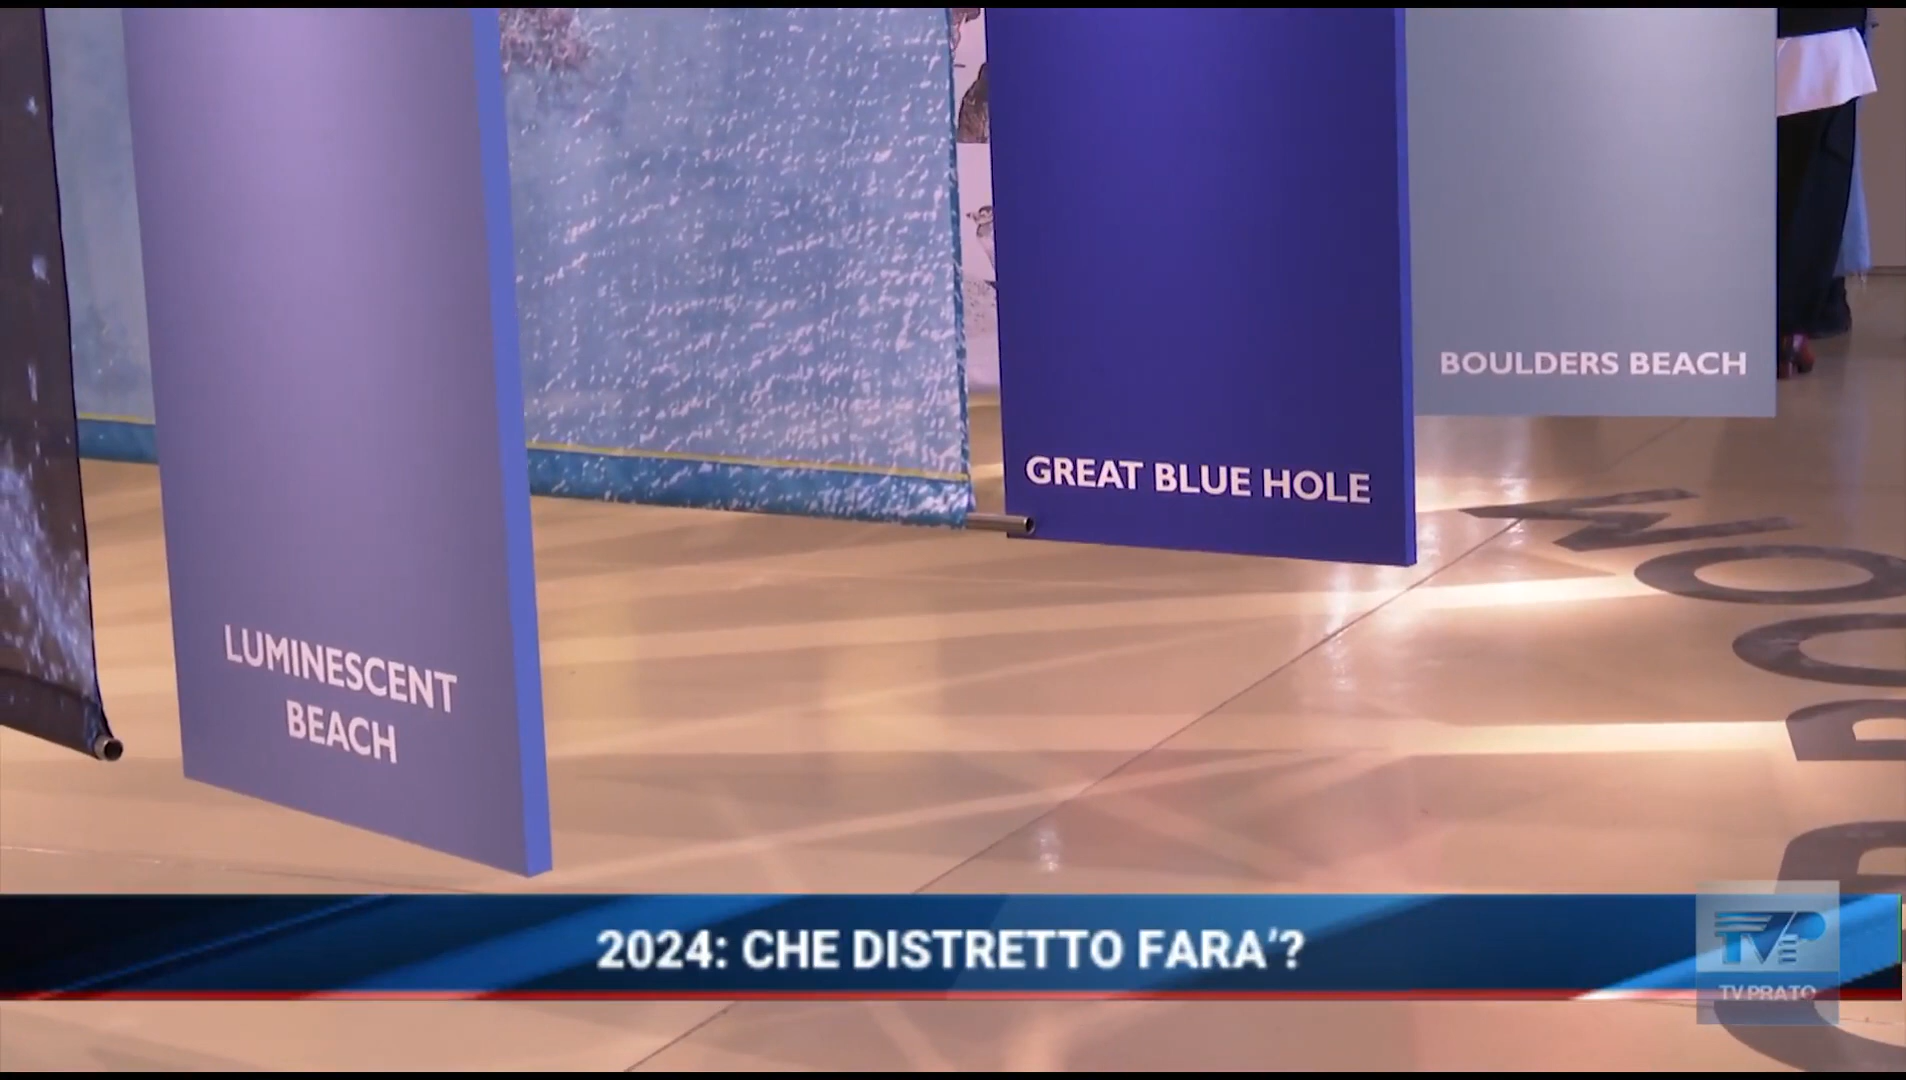 BOULDERS BEACH
GREAT BLUE HOLE
LUMINESCENT
BEACH
2024: CHE DISTRETTO FARA'?
TV PRATO